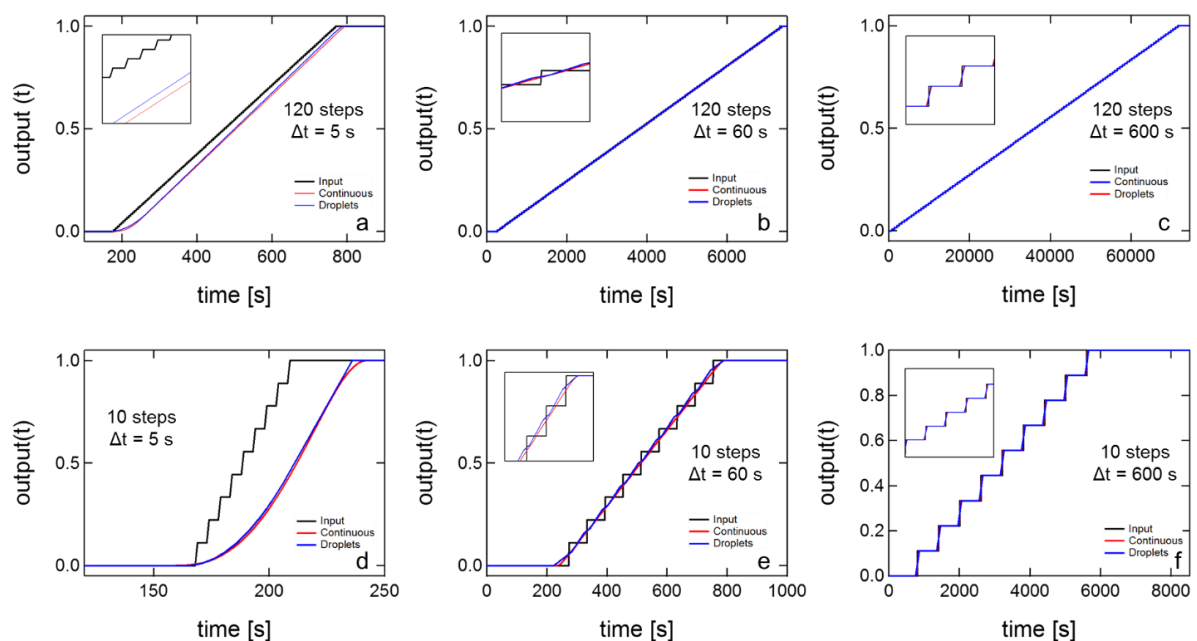 output (t)
1.0
0.5
0.0
120 steps
Δt = 5 s
Input
Continuous
Droplets
a
200
400
600
800
time [s]
output(t)
1.0
0.5
0.0
120 steps
Δt = 60 s
Input
Continuous
Droplets
b
0
2000
4000
6000
time [s]
output(t)
1.0
0.5
0.0
120 steps
Δt = 600 s
Input
Continuous
Droplets
c
0
20000
40000
60000
time [s]
output(t)
1.0
0.5
0.0
10 steps
Δt = 5 s
Input
Continuous
Droplets
d
150
200
250
time [s]
output(t)
1.0
0.5
0.0
10 steps
Δt = 60 s
Input
Continuous
Droplets
e
0
200
400
600
800
1000
time [s]
output(t)
1.0
0.8
0.6
0.4
0.2
0.0
10 steps
Δt = 600 s
Input
Continuous
Droplets
f
0
2000
4000
6000
8000
time [s]